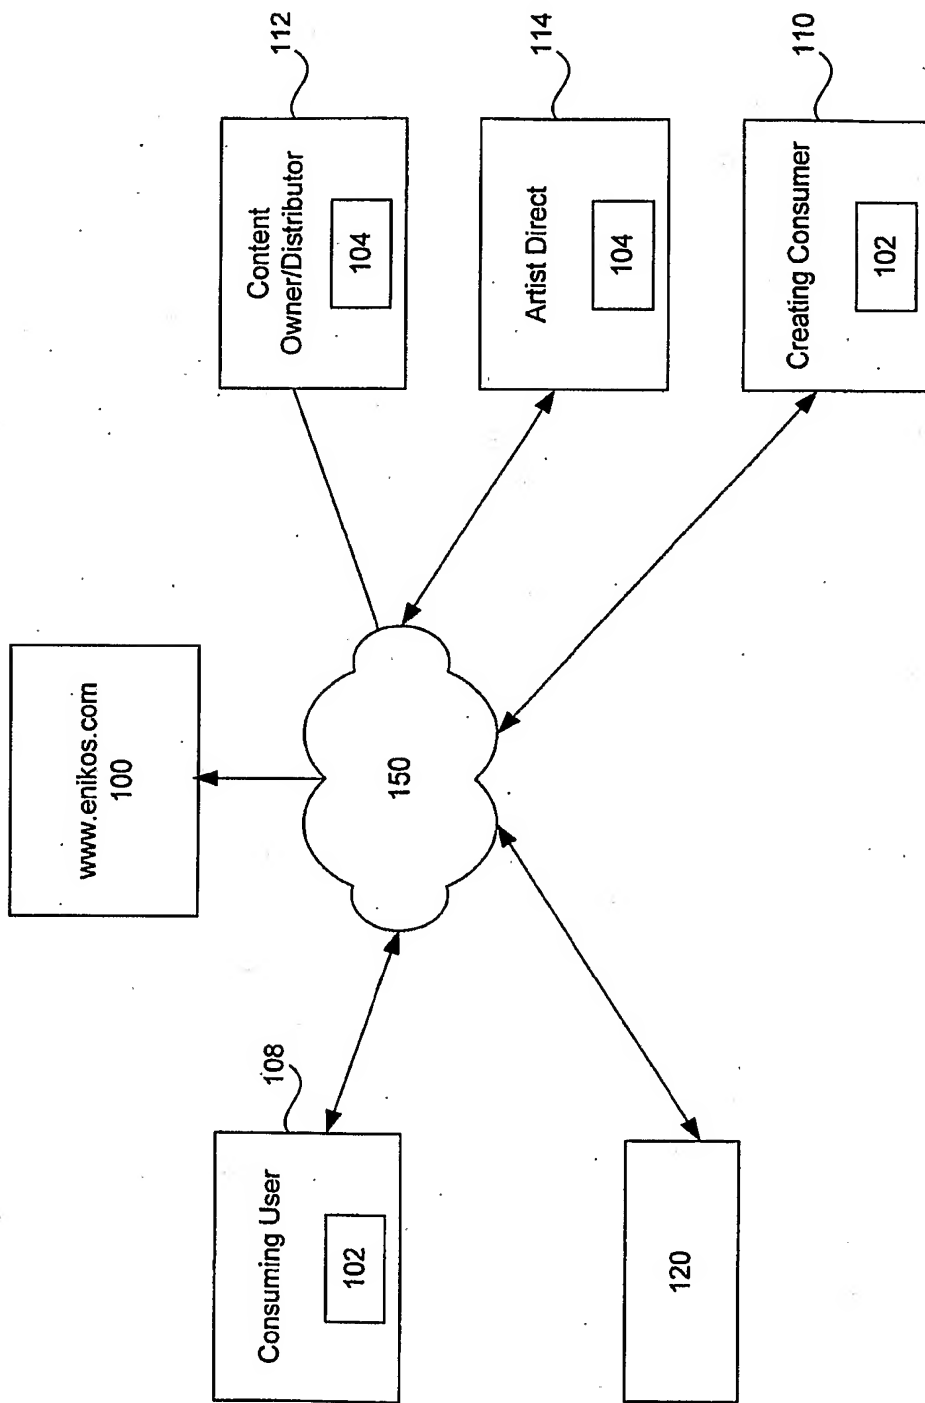 www.enikos.com
100
108
Consuming User
102
112
Content
Owner/Distributor
104
150
114
Artist Direct
104
120
110
Creating Consumer
102